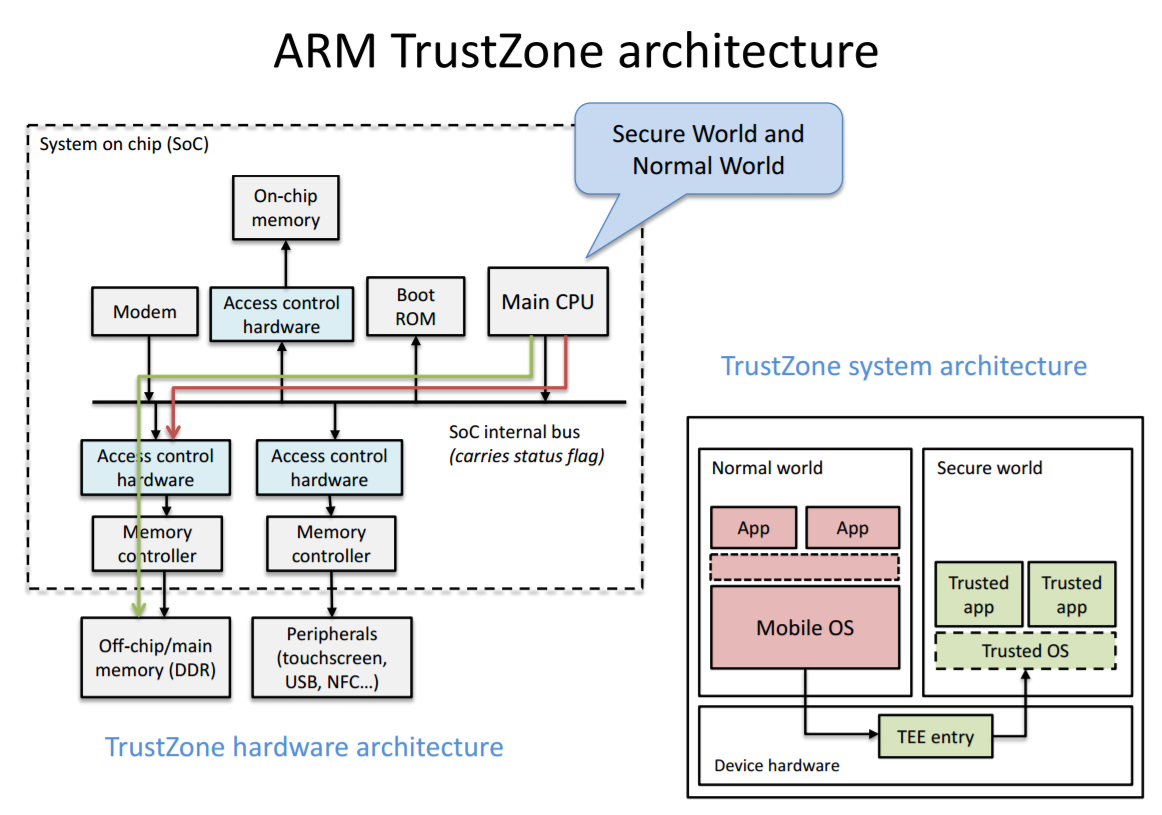 ARM TrustZone architecture
System on chip (SoC)
Secure World and
Normal World
On-chip
memory
Modem
Access control
hardware
Boot
ROM
Main CPU
SoC internal bus
(carries status flag)
Access control
hardware
Access control
hardware
Memory
controller
Memory
controller
Off-chip/main
memory (DDR)
Peripherals
(touchscreen,
USB, NFC...)
TrustZone hardware architecture
TrustZone system architecture
Normal world
App
App
Mobile OS
Secure world
Trusted
app
Trusted
app
Trusted OS
TEE entry
Device hardware